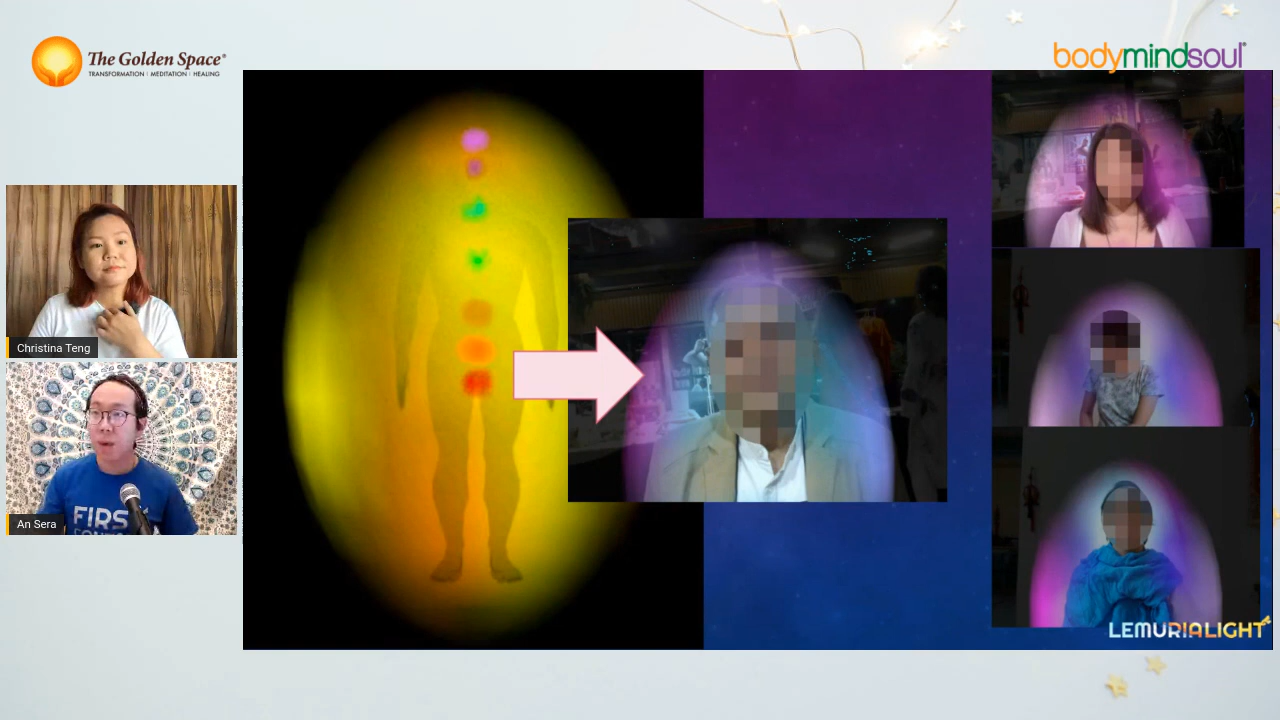 The Golden Space
TRANSFORMATION | MEDITATION | HEALING
bodymindsoul
Christina Teng
FIRS
An Sera
LEMURIALIGHT